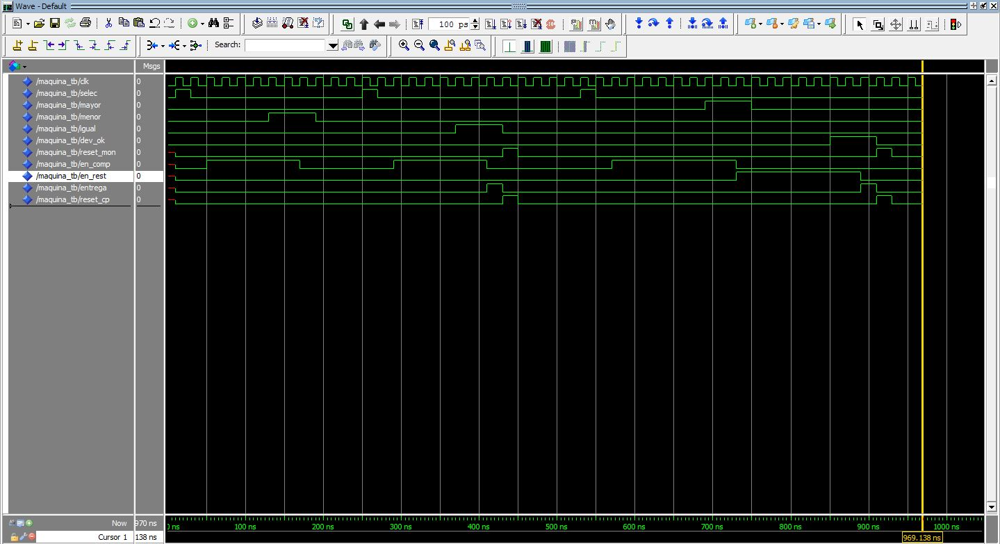 Wave - Default
100 ps
Search:
Msgs
/maquina_tb/clk 0
/maquina_tb/selec 0
/maquina_tb/mayor 0
/maquina_tb/menor 0
/maquina_tb/igual 0
/maquina_tb/dev_ok 0
/maquina_tb/reset_mon 0
/maquina_tb/en_comp 0
/maquina_tb/en_rest 0
/maquina_tb/entrega 0
/maquina_tb/reset_cp 0
Now 970 ns 0 ns 100 ns 200 ns 300 ns 400 ns 500 ns 600 ns 700 ns 800 ns 900 ns 1000 ns
Cursor 1 138 ns 969.138 ns